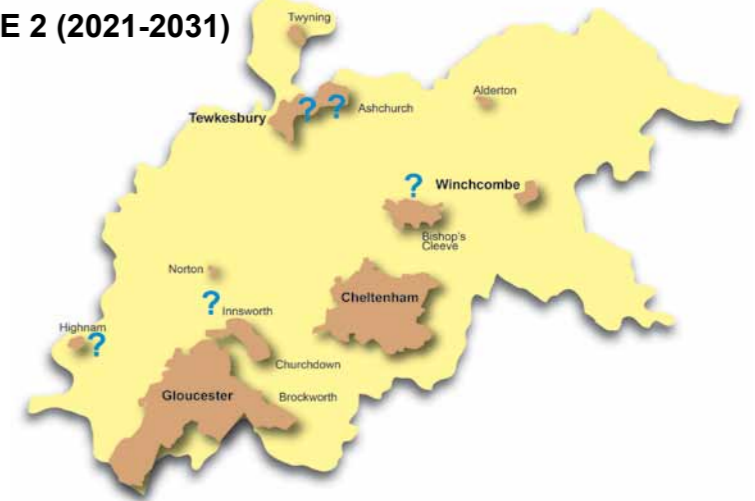 E 2 (2021-2031)
Twyning
Alderton
? ?
Ashchurch
Tewkesbury
?
Winchcombe
Bishop's
Cleeve
Norton
Cheltenham
?
Innsworth
Highnam
?
Churchdown
Gloucester
Brockworth